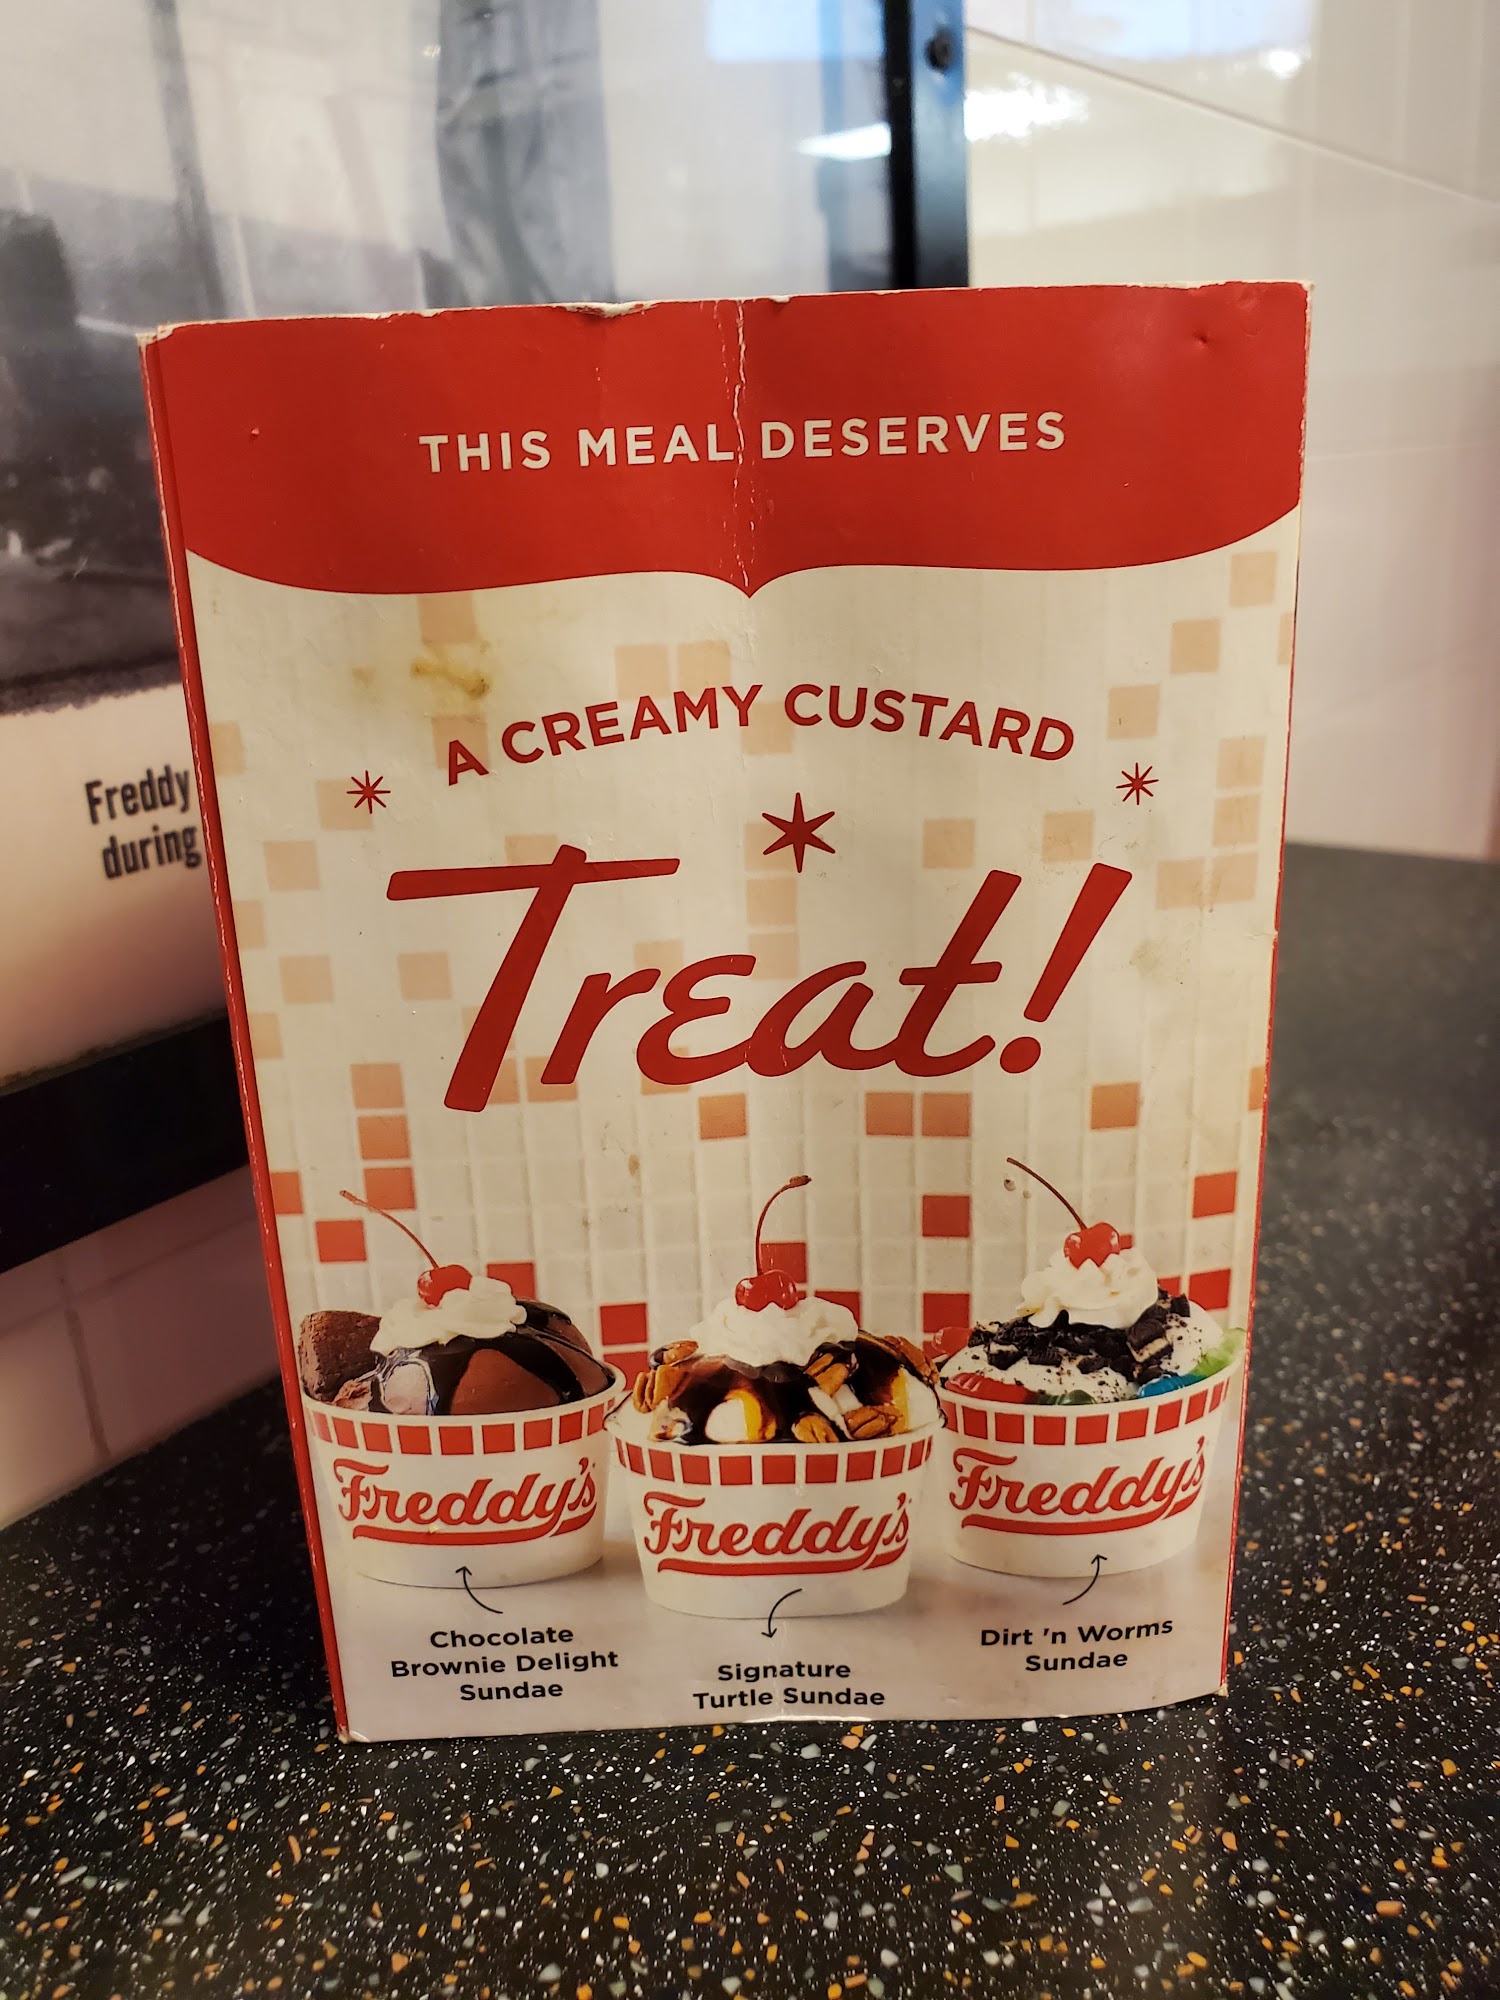 THIS MEAL DESERVES
A CREAMY CUSTARD
Treat!
Freddy
during
Freddy's
Freddy's
Freddy's
Chocolate
Brownie Delight
Sundae
Signature
Turtle Sundae
Dirt 'n Worms
Sundae